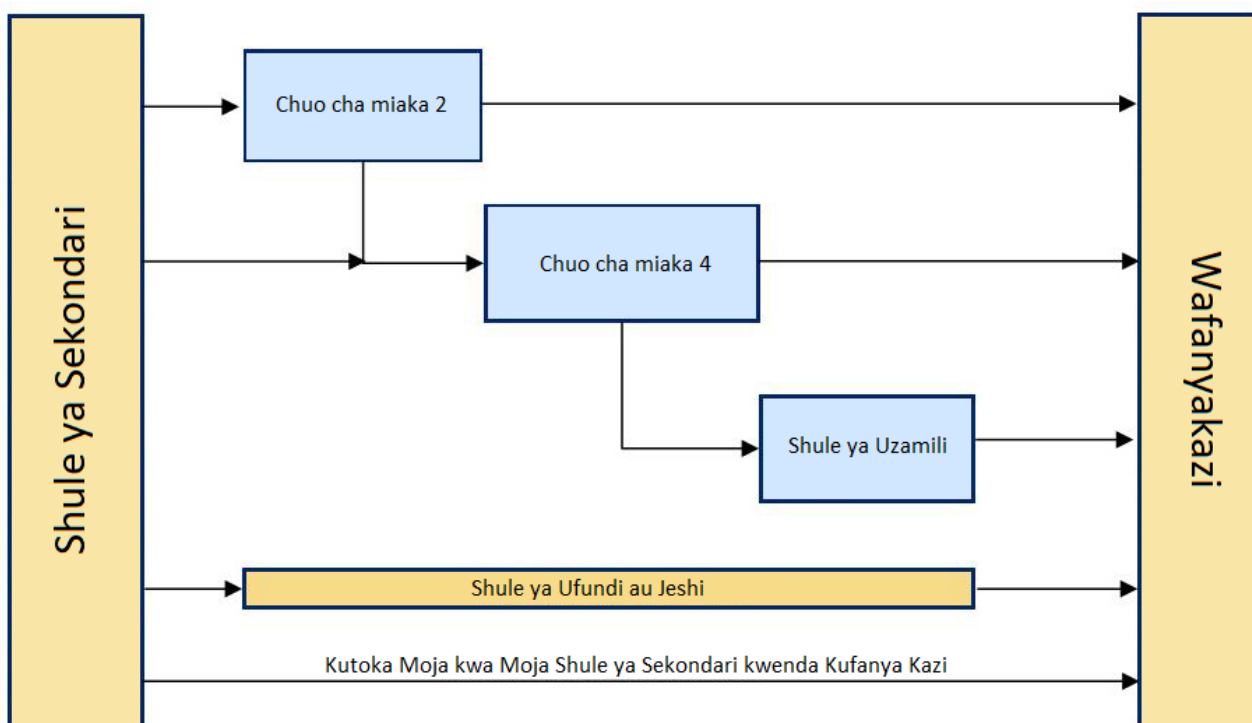 Shule ya Sekondari
Chuo cha miaka 2
Chuo cha miaka 4
Shule ya Uzamili
Shule ya Ufundi au Jeshi
Kutoka Moja kwa Moja Shule ya Sekondari kwenda Kufanya Kazi
Wafanyakazi